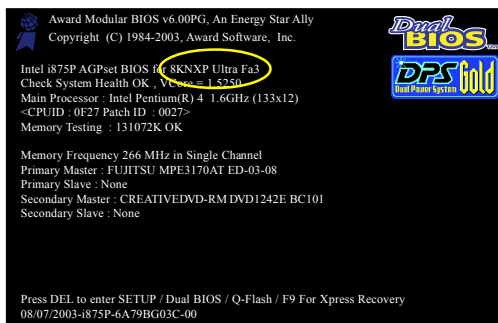 Award Modular BIOS v6.00PG, An Energy Star Ally
Copyright (C) 1984-2003, Award Software, Inc.
Dual BIOS
DPS Gold
Dual Power System
Intel i875P AGPset BIOS for 8KNXP Ultra Fa3
Check System Health OK , VCore = 1.5250
Main Processor : Intel Pentium(R) 4 1.6GHz (133x12)
<CPUID : 0F27 Patch ID : 0027>
Memory Testing : 131072K OK
Memory Frequency 266 MHz in Single Channel
Primary Master : FUJITSU MPE3170AT ED-03-08
Primary Slave : None
Secondary Master : CREATIVEDVD-RM DVD1242E BC101
Secondary Slave : None
Press DEL to enter SETUP / Dual BIOS / Q-Flash / F9 For Xpress Recovery
08/07/2003-i875P-6A79BG03C-00